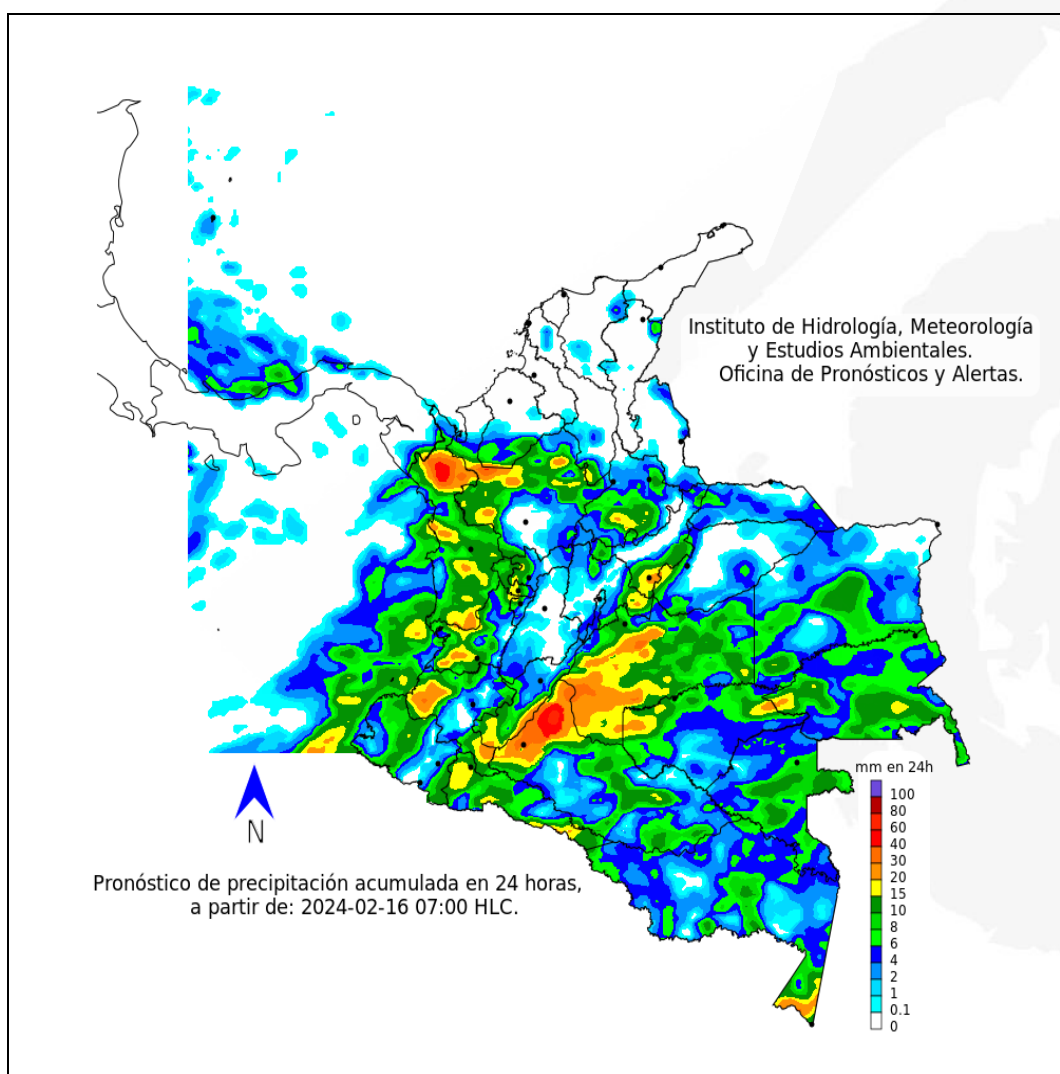 Instituto de Hidrología, Meteorología
y Estudios Ambientales.
Oficina de Pronósticos y Alertas.
mm en 24h
100
80
60
40
30
20
15
10
8
6
4
2
1
0.1
0
N
Pronóstico de precipitación acumulada en 24 horas,
a partir de: 2024-02-16 07:00 HLC.